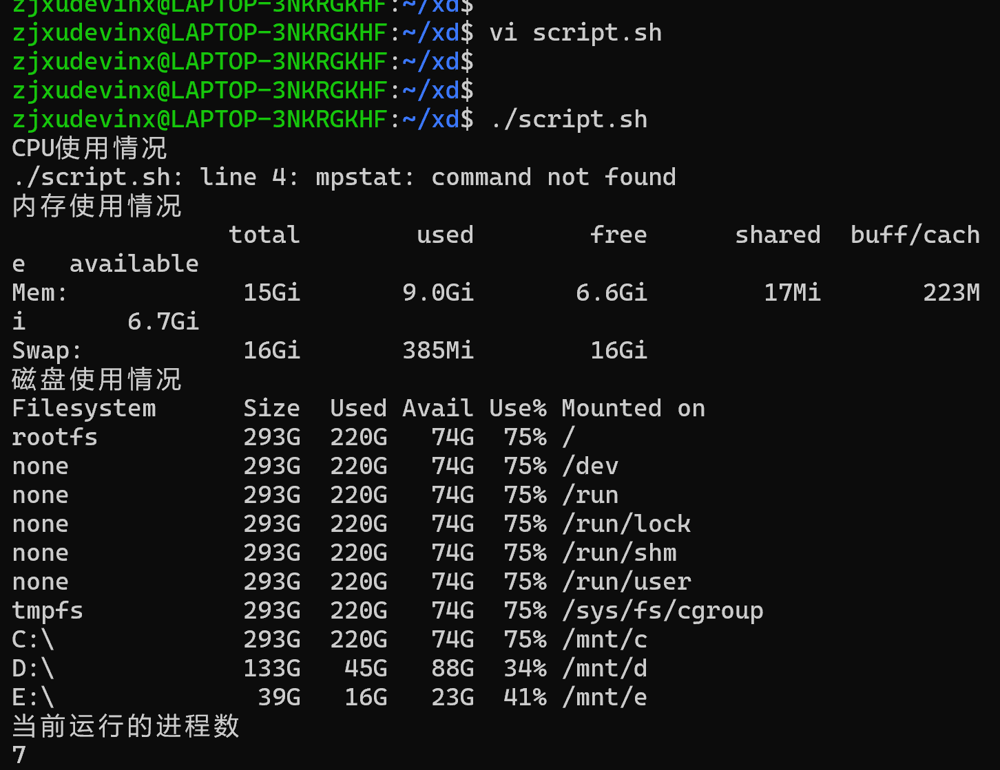 zjxudevinx@LAPTOP-3NKRGKHF:~/xd$
zjxudevinx@LAPTOP-3NKRGKHF:~/xd$ vi script.sh
zjxudevinx@LAPTOP-3NKRGKHF:~/xd$
zjxudevinx@LAPTOP-3NKRGKHF:~/xd$
zjxudevinx@LAPTOP-3NKRGKHF:~/xd$ ./script.sh
CPU使用情况
./script.sh: line 4: mpstat: command not found
内存使用情况
               total        used        free      shared  buff/cach
e   available
Mem:            15Gi       9.0Gi       6.6Gi        17Mi       223M
i       6.7Gi
Swap:           16Gi       385Mi        16Gi
磁盘使用情况
Filesystem      Size  Used Avail Use% Mounted on
rootfs          293G  220G   74G  75% /
none            293G  220G   74G  75% /dev
none            293G  220G   74G  75% /run
none            293G  220G   74G  75% /run/lock
none            293G  220G   74G  75% /run/shm
none            293G  220G   74G  75% /run/user
tmpfs           293G  220G   74G  75% /sys/fs/cgroup
C:\             293G  220G   74G  75% /mnt/c
D:\             133G   45G   88G  34% /mnt/d
E:\              39G   16G   23G  41% /mnt/e
当前运行的进程数
7